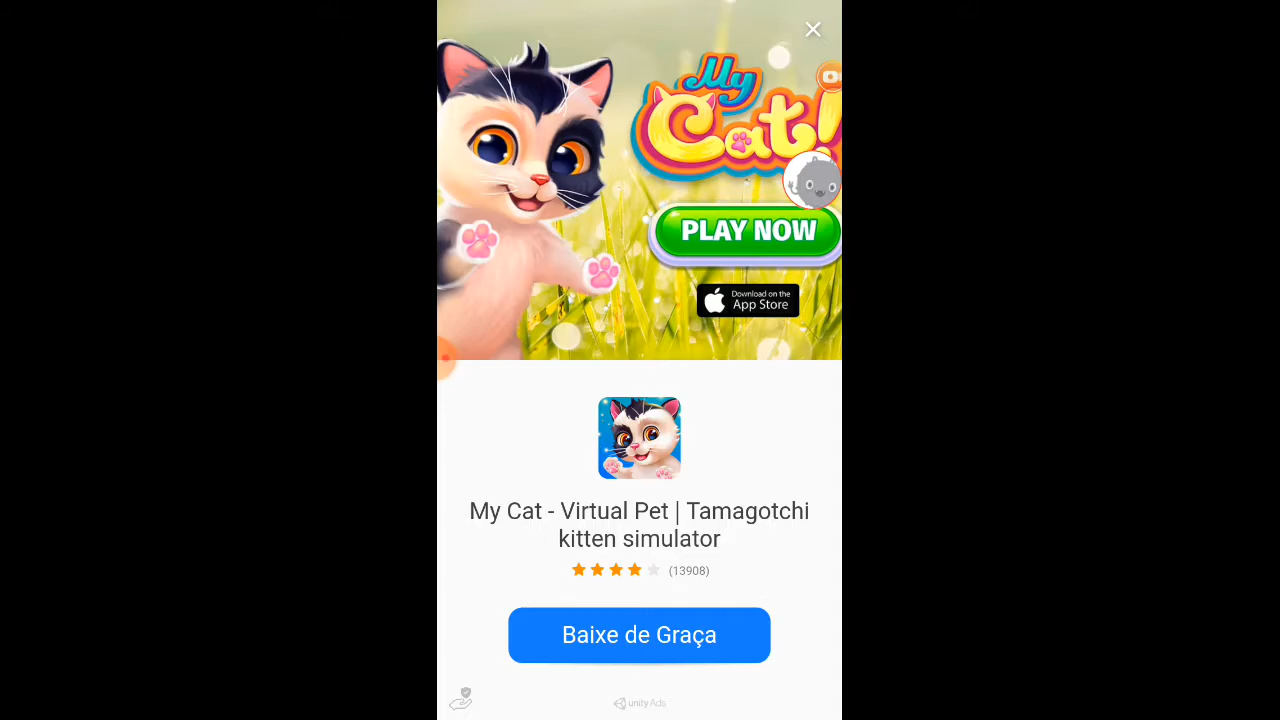 My
Cat!
PLAY NOW
Download on the
App Store
My Cat - Virtual Pet | Tamagotchi
kitten simulator
(13908)
Baixe de Graça
unity Ads